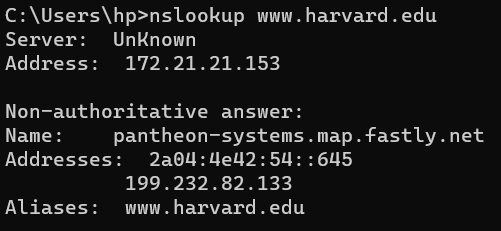 C:\Users\hp>nslookup www.harvard.edu
Server:  UnKnown
Address:  172.21.21.153

Non-authoritative answer:
Name:    pantheon-systems.map.fastly.net
Addresses:  2a04:4e42:54::645
          199.232.82.133
Aliases:  www.harvard.edu